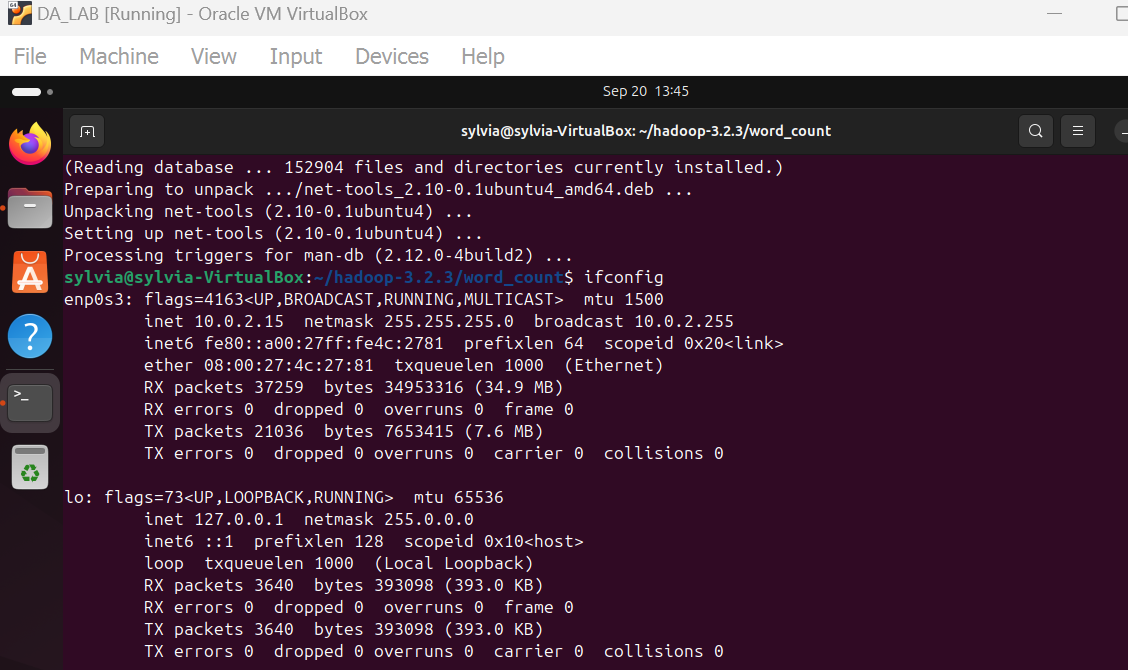 DA_LAB [Running] - Oracle VM VirtualBox
File Machine View Input Devices Help
Sep 20 13:45
sylvia@sylvia-VirtualBox: ~/hadoop-3.2.3/word_count
(Reading database ... 152904 files and directories currently installed.)
Preparing to unpack .../net-tools_2.10-0.1ubuntu4_amd64.deb ...
Unpacking net-tools (2.10-0.1ubuntu4) ...
Setting up net-tools (2.10-0.1ubuntu4) ...
Processing triggers for man-db (2.12.0-4build2) ...
sylvia@sylvia-VirtualBox:~/hadoop-3.2.3/word_count$ ifconfig
enp0s3: flags=4163<UP,BROADCAST,RUNNING,MULTICAST>  mtu 1500
        inet 10.0.2.15  netmask 255.255.255.0  broadcast 10.0.2.255
        inet6 fe80::a00:27ff:fe4c:2781  prefixlen 64  scopeid 0x20<link>
        ether 08:00:27:4c:27:81  txqueuelen 1000  (Ethernet)
        RX packets 37259  bytes 34953316 (34.9 MB)
        RX errors 0  dropped 0  overruns 0  frame 0
        TX packets 21036  bytes 7653415 (7.6 MB)
        TX errors 0  dropped 0 overruns 0  carrier 0  collisions 0

lo: flags=73<UP,LOOPBACK,RUNNING>  mtu 65536
        inet 127.0.0.1  netmask 255.0.0.0
        inet6 ::1  prefixlen 128  scopeid 0x10<host>
        loop  txqueuelen 1000  (Local Loopback)
        RX packets 3640  bytes 393098 (393.0 KB)
        RX errors 0  dropped 0  overruns 0  frame 0
        TX packets 3640  bytes 393098 (393.0 KB)
        TX errors 0  dropped 0 overruns 0  carrier 0  collisions 0